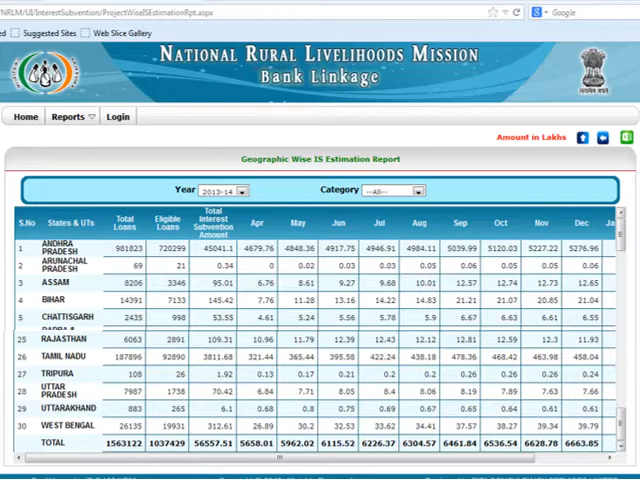 /NRLM/UI/InterestSubvention/ProjectWiseISEstimationRpt.aspx
Google
Suggested Sites Web Slice Gallery
NATIONAL RURAL LIVELIHOODS MISSION
Bank Linkage
Home Reports Login
Amount in Lakhs
Geographic Wise IS Estimation Report
Year 2013-14 Category --All--
S.No States & UTs Total Loans Eligible Loans Total Interest Subvention Amount Apr May Jun Jul Aug Sep Oct Nov Dec Ja
1 ANDHRA PRADESH 981823 720299 45041.1 4679.76 4848.36 4917.75 4946.91 4984.11 5039.99 5120.03 5227.22 5276.96
2 ARUNACHAL PRADESH 69 21 0.34 0 0.02 0.03 0.03 0.05 0.06 0.05 0.05 0.06
3 ASSAM 8206 3346 95.01 6.76 8.61 9.27 9.68 10.01 12.57 12.74 12.73 12.65
4 BIHAR 14391 7133 145.42 7.76 11.28 13.16 14.22 14.83 21.21 21.07 20.85 21.04
5 CHATTISGARH 2435 998 53.55 4.61 5.24 5.56 5.78 5.9 6.67 6.63 6.61 6.55
25 RAJASTHAN 6063 2891 109.31 10.96 11.79 12.39 12.43 12.12 12.81 12.59 12.3 11.93
26 TAMIL NADU 187896 92890 3811.68 321.44 365.44 395.58 422.24 438.18 478.36 468.42 463.98 458.04
27 TRIPURA 108 26 1.92 0.13 0.17 0.21 0.2 0.2 0.26 0.26 0.26 0.24
28 UTTAR PRADESH 7987 1738 70.42 6.84 7.71 8.05 8.4 8.06 8.19 7.89 7.63 7.66
29 UTTARAKHAND 883 265 6.1 0.68 0.8 0.75 0.69 0.67 0.65 0.64 0.61 0.61
30 WEST BENGAL 26135 19931 312.61 26.89 30.2 32.53 33.62 34.41 37.57 38.27 39.34 39.79
TOTAL 1563122 1037429 56557.51 5658.01 5962.02 6115.52 6226.37 6304.57 6461.84 6536.54 6628.78 6663.85